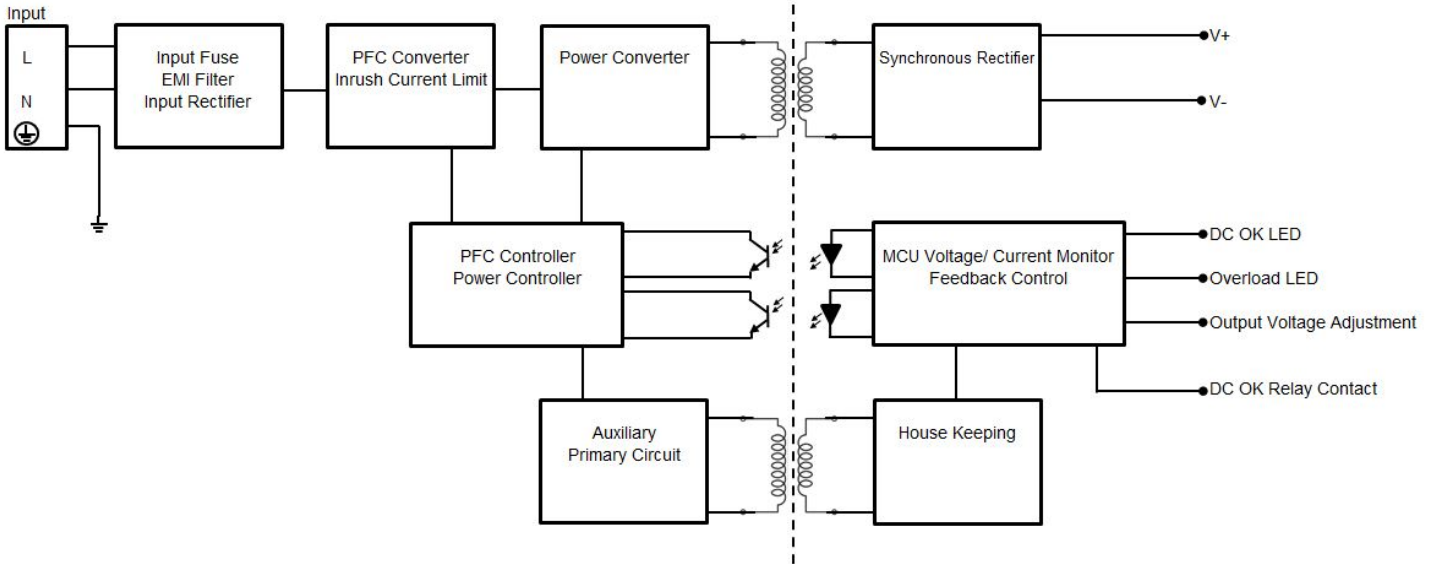 Input
L
N
Input Fuse
EMI Filter
Input Rectifier
PFC Converter
Inrush Current Limit
Power Converter
Synchronous Rectifier
V+
V-
PFC Controller
Power Controller
MCU Voltage/ Current Monitor
Feedback Control
DC OK LED
Overload LED
Output Voltage Adjustment
DC OK Relay Contact
Auxiliary
Primary Circuit
House Keeping